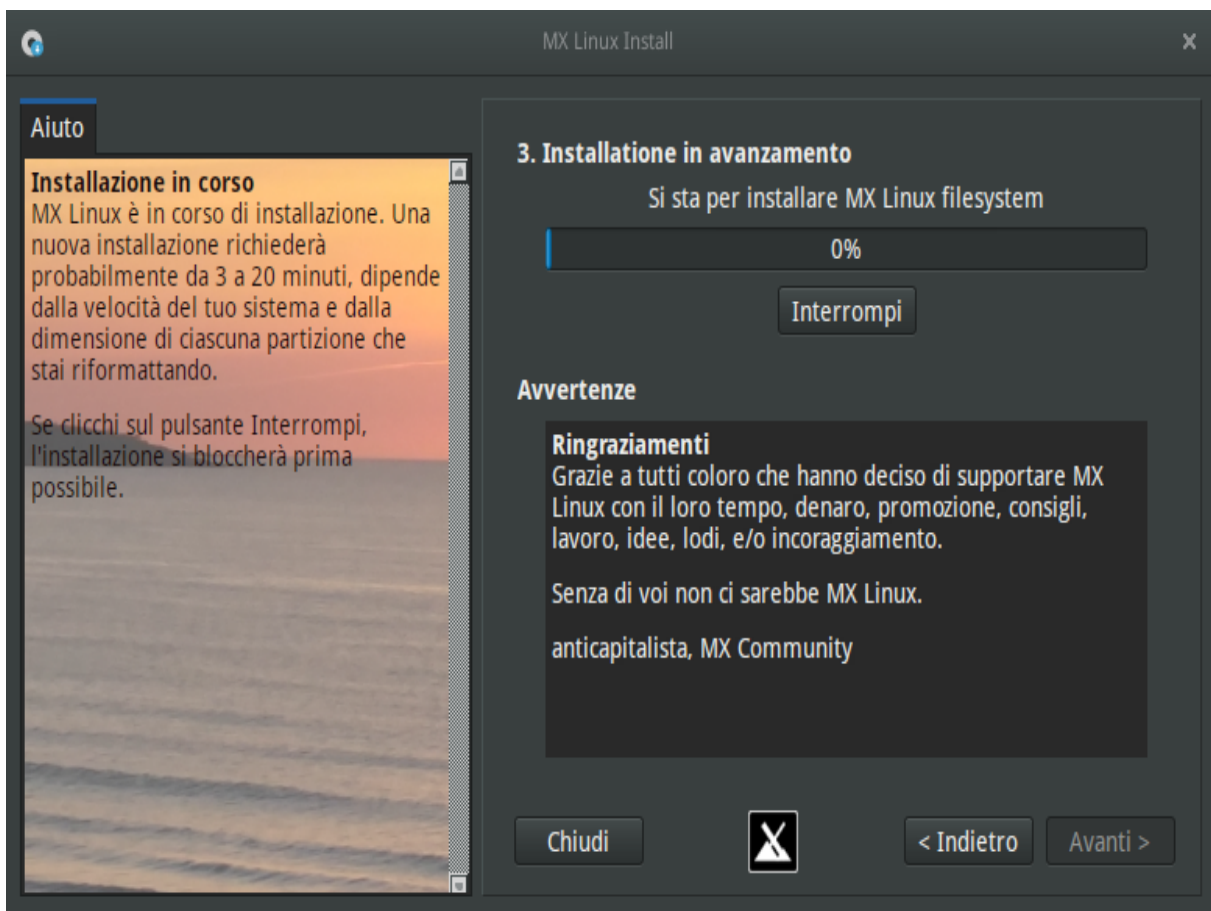 MX Linux Install
Aiuto
Installazione in corso
MX Linux è in corso di installazione. Una
nuova installazione richiederà
probabilmente da 3 a 20 minuti, dipende
dalla velocità del tuo sistema e dalla
dimensione di ciascuna partizione che
stai riformattando.
Se clicchi sul pulsante Interrompi,
l'installazione si bloccherà prima
possibile.
3. Installatione in avanzamento
Si sta per installare MX Linux filesystem
0%
Interrompi
Avvertenze
Ringraziamenti
Grazie a tutti coloro che hanno deciso di supportare MX
Linux con il loro tempo, denaro, promozione, consigli,
lavoro, idee, lodi, e/o incoraggiamento.
Senza di voi non ci sarebbe MX Linux.
anticapitalista, MX Community
Chiudi
< Indietro
Avanti >